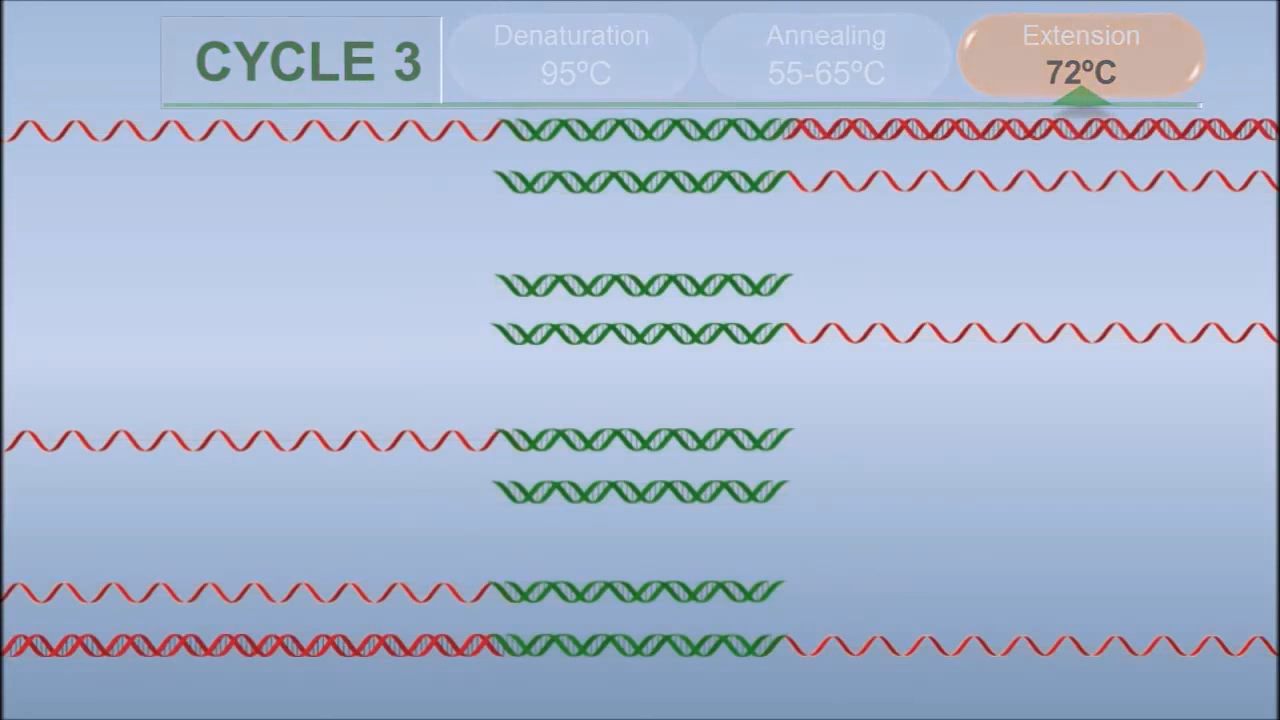 CYCLE 3
Denaturation
95ºC
Annealing
55-65ºC
Extension
72ºC